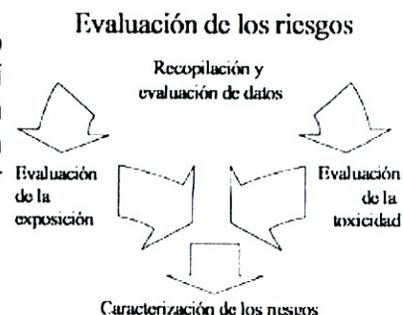 Evaluación de los riesgos
Recopilación y
evaluación de datos
Evaluación
de la
exposición
Evaluación
de la
toxicidad
Caracterización de los riesgos